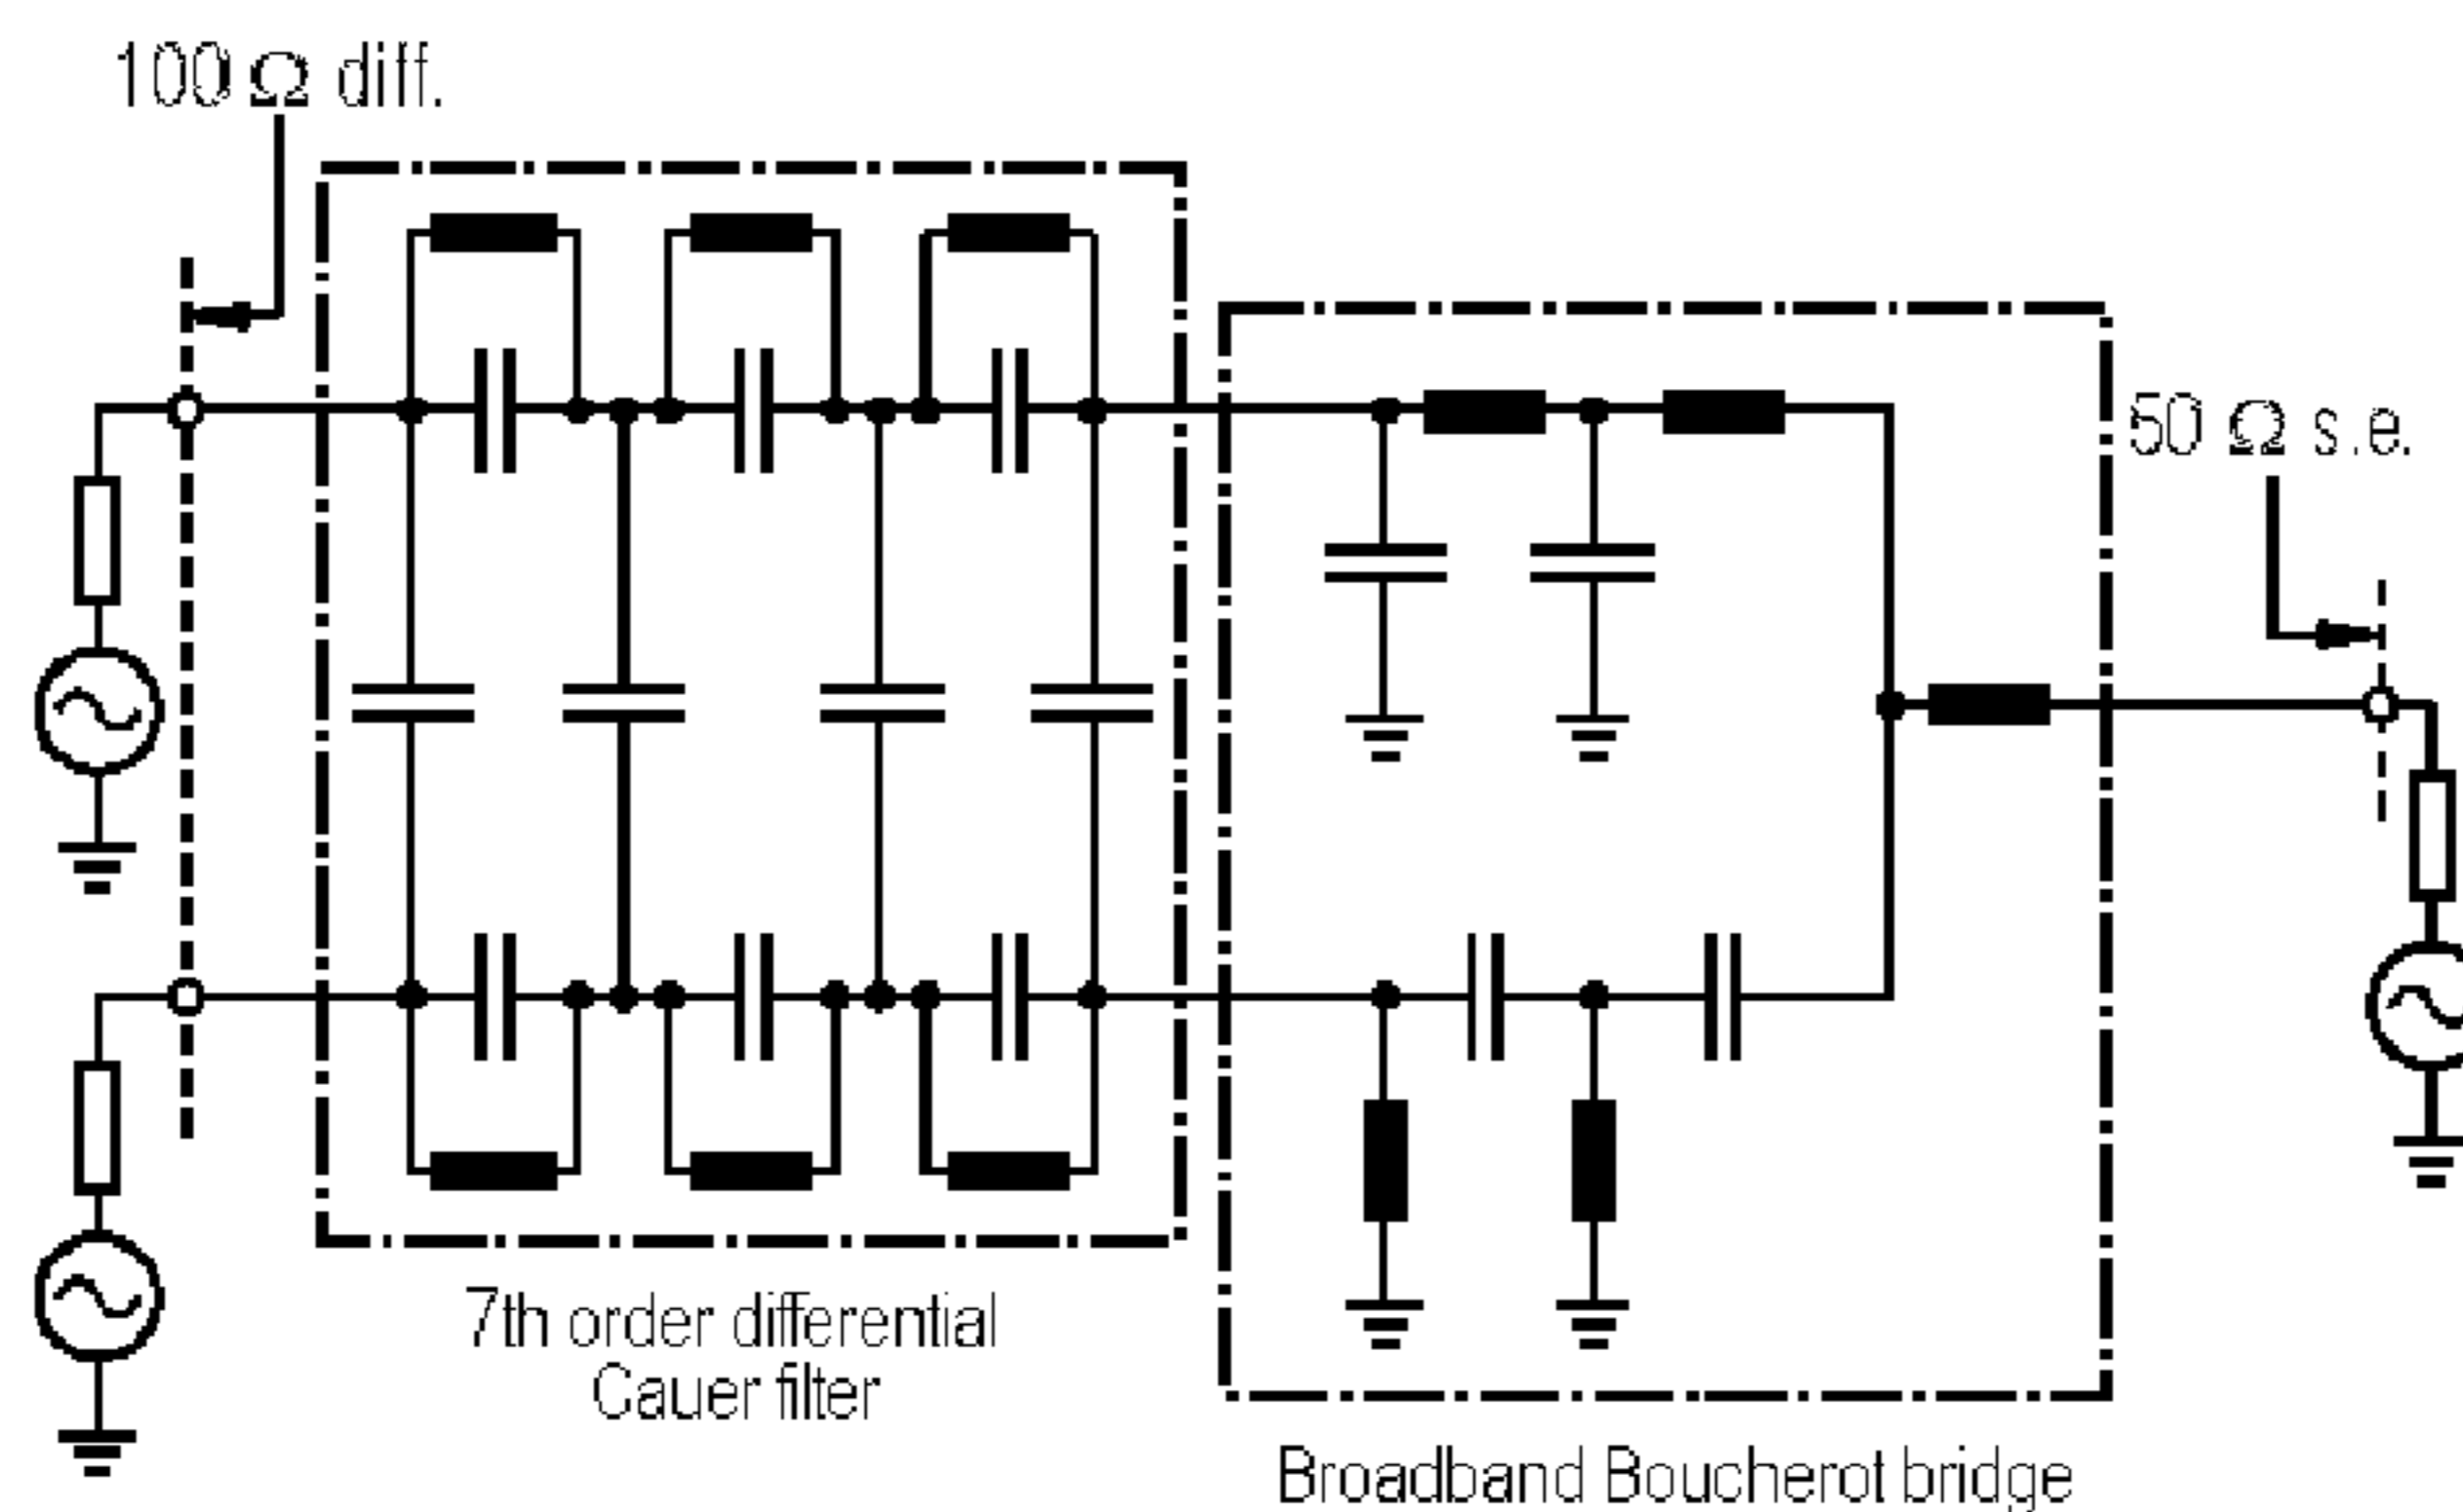 100 Ω diff.
50 Ω s.e.
7th order differential
Cauer filter
Broadband Boucherot bridge